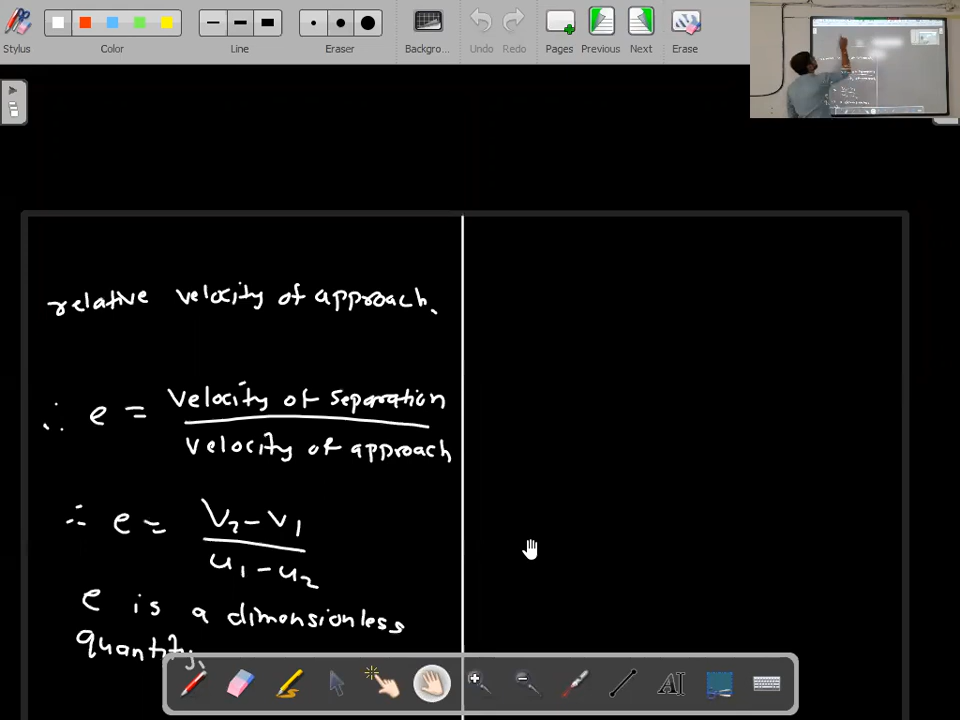 Stylus
Color
Line
Eraser
Backgro...
Undo
Redo
Pages
Previous
Next
Erase
relative velocity of approach.
∴ e = velocity of separation
velocity of approach
∴ e = V₂ - V₁
u₁ - u₂
e is a dimensionless
quantity.
AI